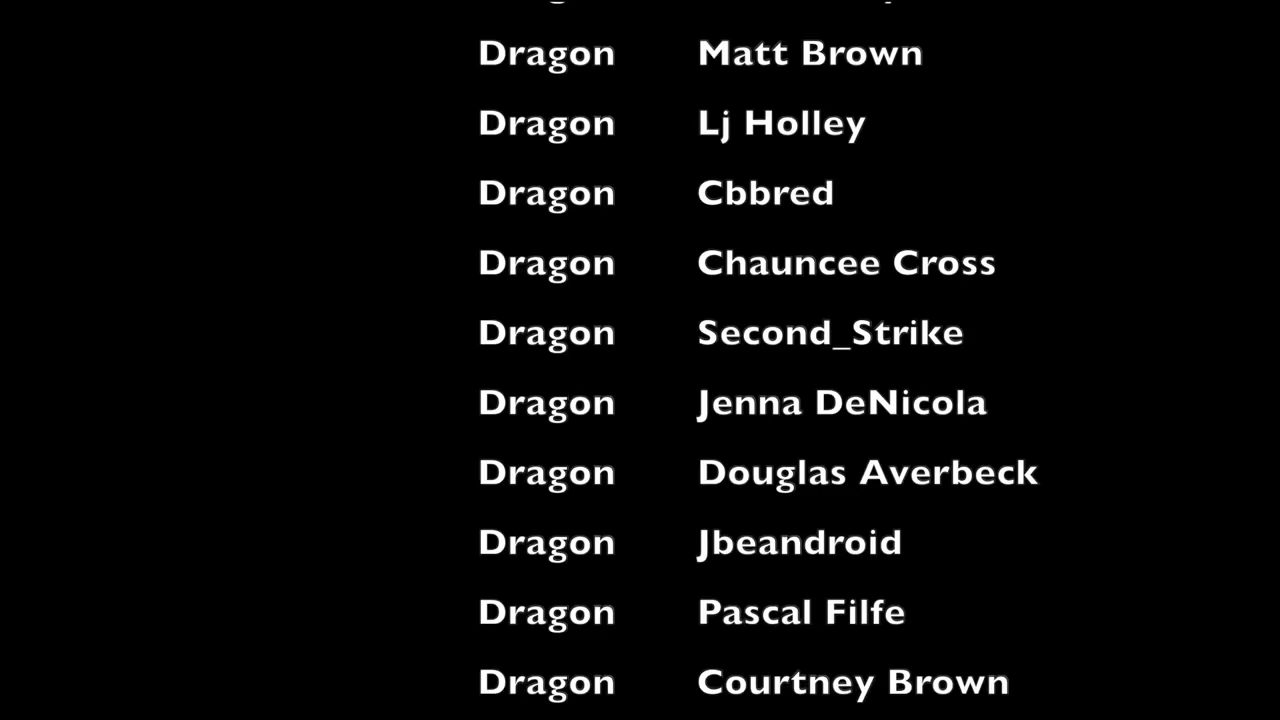 Dragon Matt Brown
Dragon Lj Holley
Dragon Cbbred
Dragon Chauncee Cross
Dragon Second_Strike
Dragon Jenna DeNicola
Dragon Douglas Averbeck
Dragon Jbeandroid
Dragon Pascal Filfe
Dragon Courtney Brown